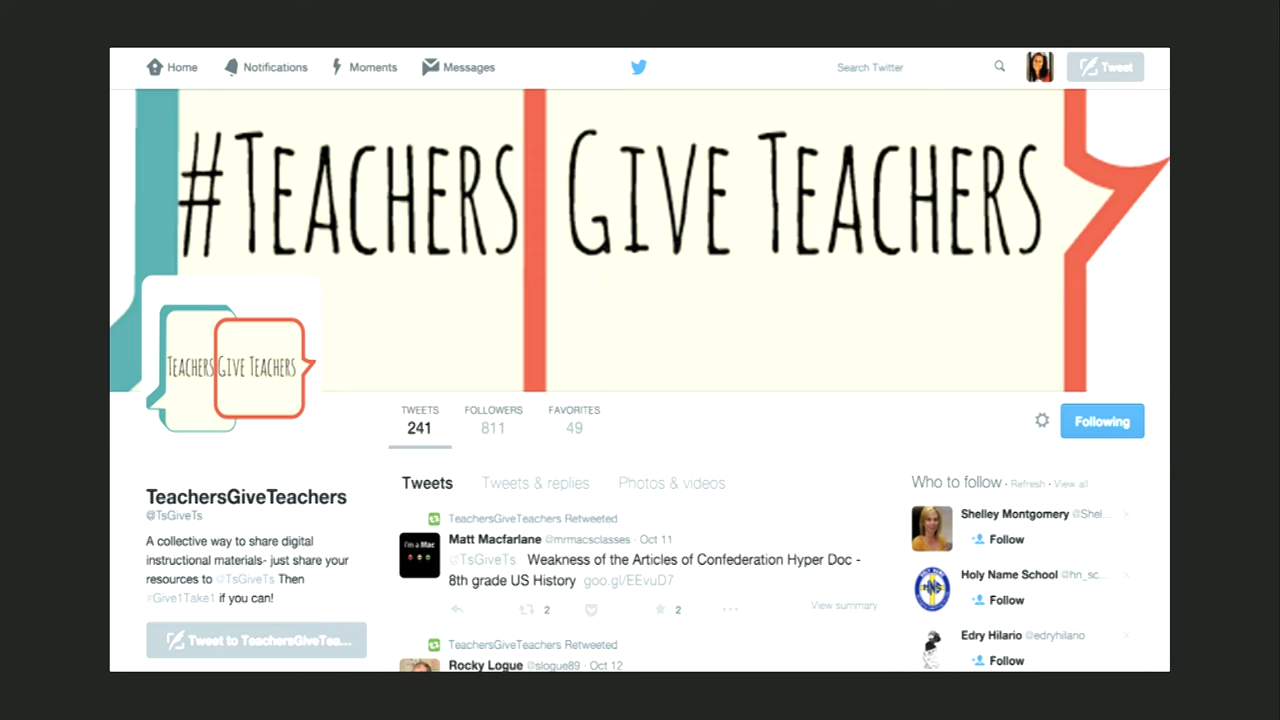 Home Notifications Moments Messages Search Twitter Tweet
#TEACHERS GIVE TEACHERS
TEACHERS GIVE TEACHERS
TWEETS FOLLOWERS FAVORITES
241 811 49
Following
TeachersGiveTeachers
@TsGiveTs
A collective way to share digital
instructional materials- just share your
resources to @TsGiveTs Then
#Give1Take1 if you can!
Tweet to TeachersGiveTea...
Tweets Tweets & replies Photos & videos
TeachersGiveTeachers Retweeted
I'm a Mac
Matt Macfarlane @mrmacsclasses · Oct 11
@TsGiveTs Weakness of the Articles of Confederation Hyper Doc -
8th grade US History goo.gl/EEvuD7
2 2 ... View summary
TeachersGiveTeachers Retweeted
Rocky Logue @slogue89 · Oct 12
Who to follow · Refresh · View all
Shelley Montgomery @Shel...
Follow
Holy Name School @hn_sc...
Follow
Edry Hilario @edryhilano
Follow